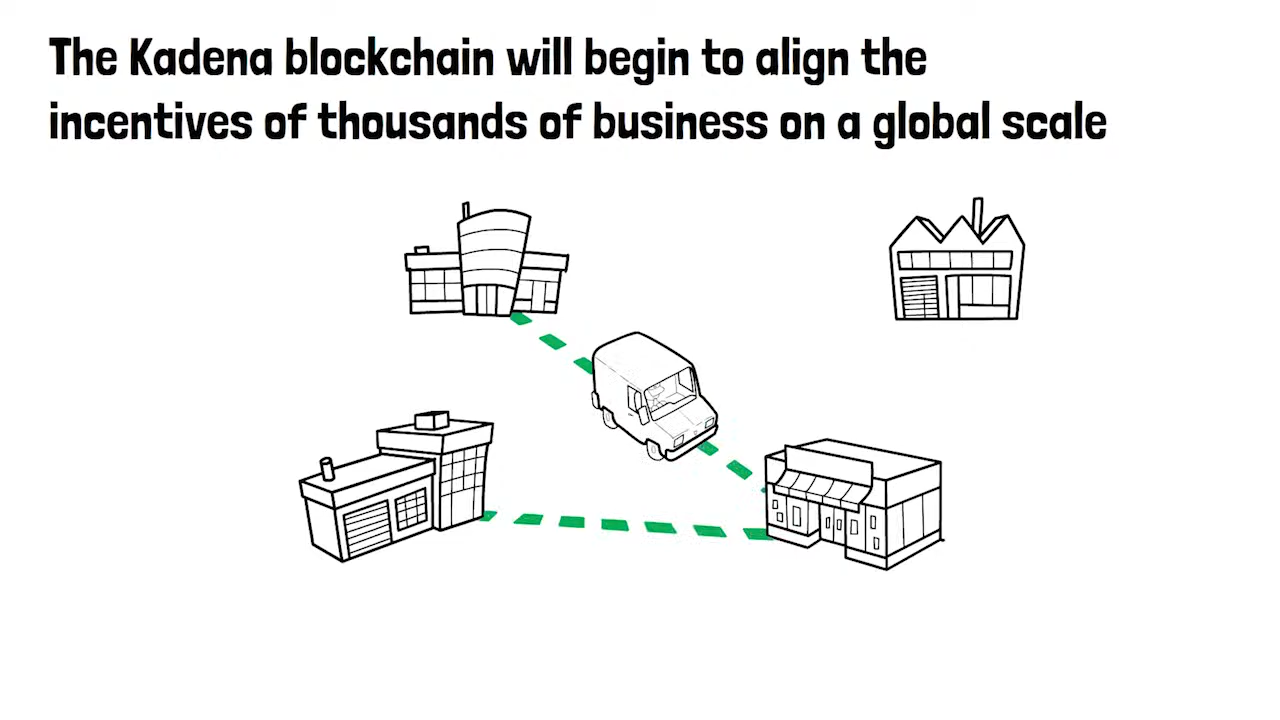 The Kadena blockchain will begin to align the
incentives of thousands of business on a global scale